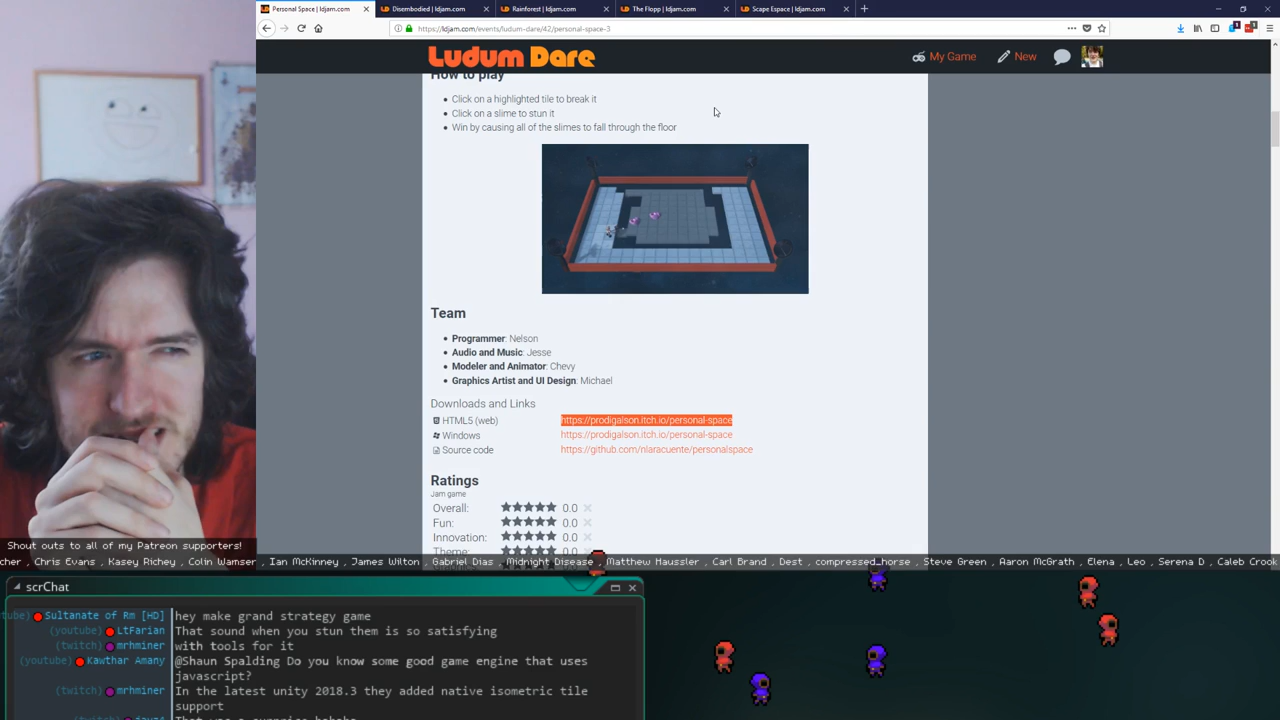 Personal Space | ldjam.com
Disembodied | ldjam.com
Rainforest | ldjam.com
The Flopp | ldjam.com
Scape Espace | ldjam.com
https://ldjam.com/events/ludum-dare/42/personal-space-3
Ludum Dare
My Game
New
How to play
Click on a highlighted tile to break it
Click on a slime to stun it
Win by causing all of the slimes to fall through the floor
Team
Programmer: Nelson
Audio and Music: Jesse
Modeler and Animator: Chevy
Graphics Artist and UI Design: Michael
Downloads and Links
HTML5 (web) https://prodigalson.itch.io/personal-space
Windows https://prodigalson.itch.io/personal-space
Source code https://github.com/nlaracuente/personalspace
Ratings
Jam game
Overall: 0.0
Fun: 0.0
Innovation: 0.0
Theme: 0.0
Shout outs to all of my Patreon supporters!
cher , Chris Evans , Kasey Richey , Colin Wamser , Ian McKinney , James Wilton , Gabriel Dias , Midnight Disease , Matthew Haussler , Carl Brand , Dest , compressed_horse , Steve Green , Aaron McGrath , Elena , Leo , Serena D , Caleb Crook
scrChat
(youtube) Sultanate of Rm [HD] hey make grand strategy game
(youtube) LtFarian That sound when you stun them is so satisfying
(twitch) mrhminer with tools for it
(youtube) Kawthar Amany @Shaun Spalding Do you know some good game engine that uses
javascript?
(twitch) mrhminer In the latest unity 2018.3 they added native isometric tile
support